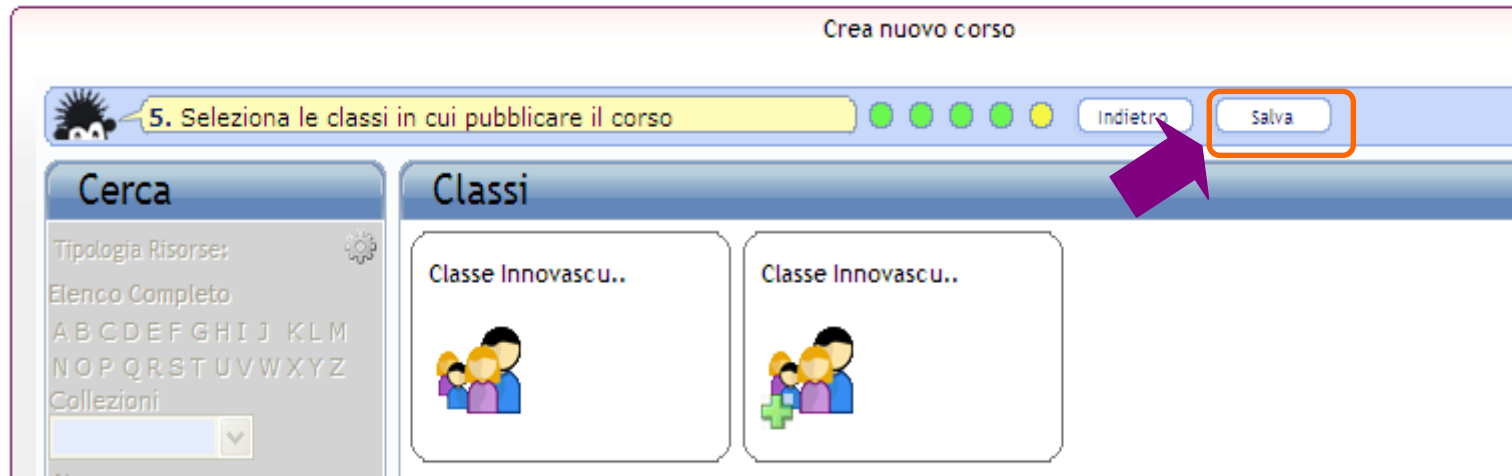 Crea nuovo corso
5. Seleziona le classi in cui pubblicare il corso
Indietro
Salva
Cerca
Classi
Tipologia Risorse:
Elenco Completo
A B C D E F G H I J K L M
N O P Q R S T U V W X Y Z
Collezioni
Classe Innovascu..
Classe Innovascu..